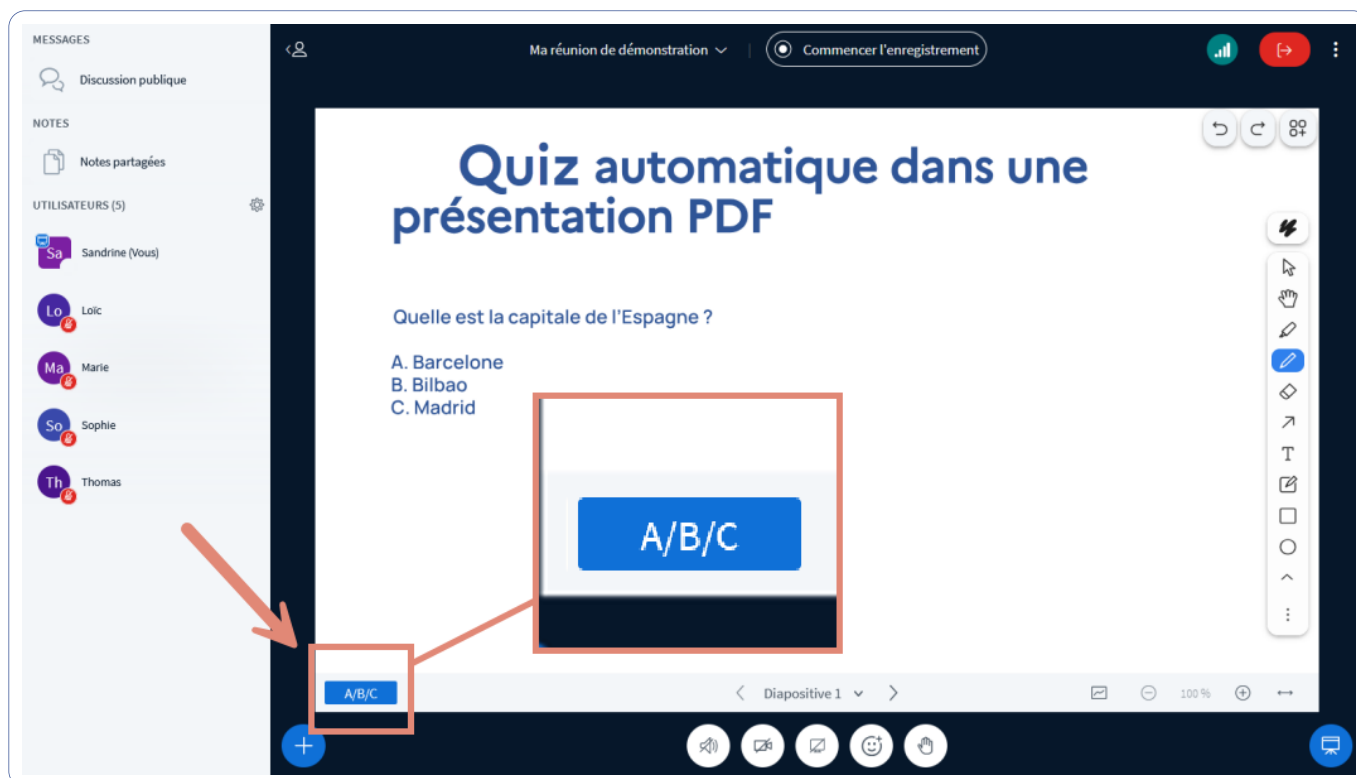 MESSAGES
Discussion publique
NOTES
Notes partagées
UTILISATEURS (5)
Sa
Sandrine (Vous)
Lo
Loïc
Ma
Marie
So
Sophie
Th
Thomas
Ma réunion de démonstration
Commencer l'enregistrement
Quiz automatique dans une
présentation PDF
Quelle est la capitale de l'Espagne ?
A. Barcelone
B. Bilbao
C. Madrid
A/B/C
T
A/B/C
Diapositive 1
100 %